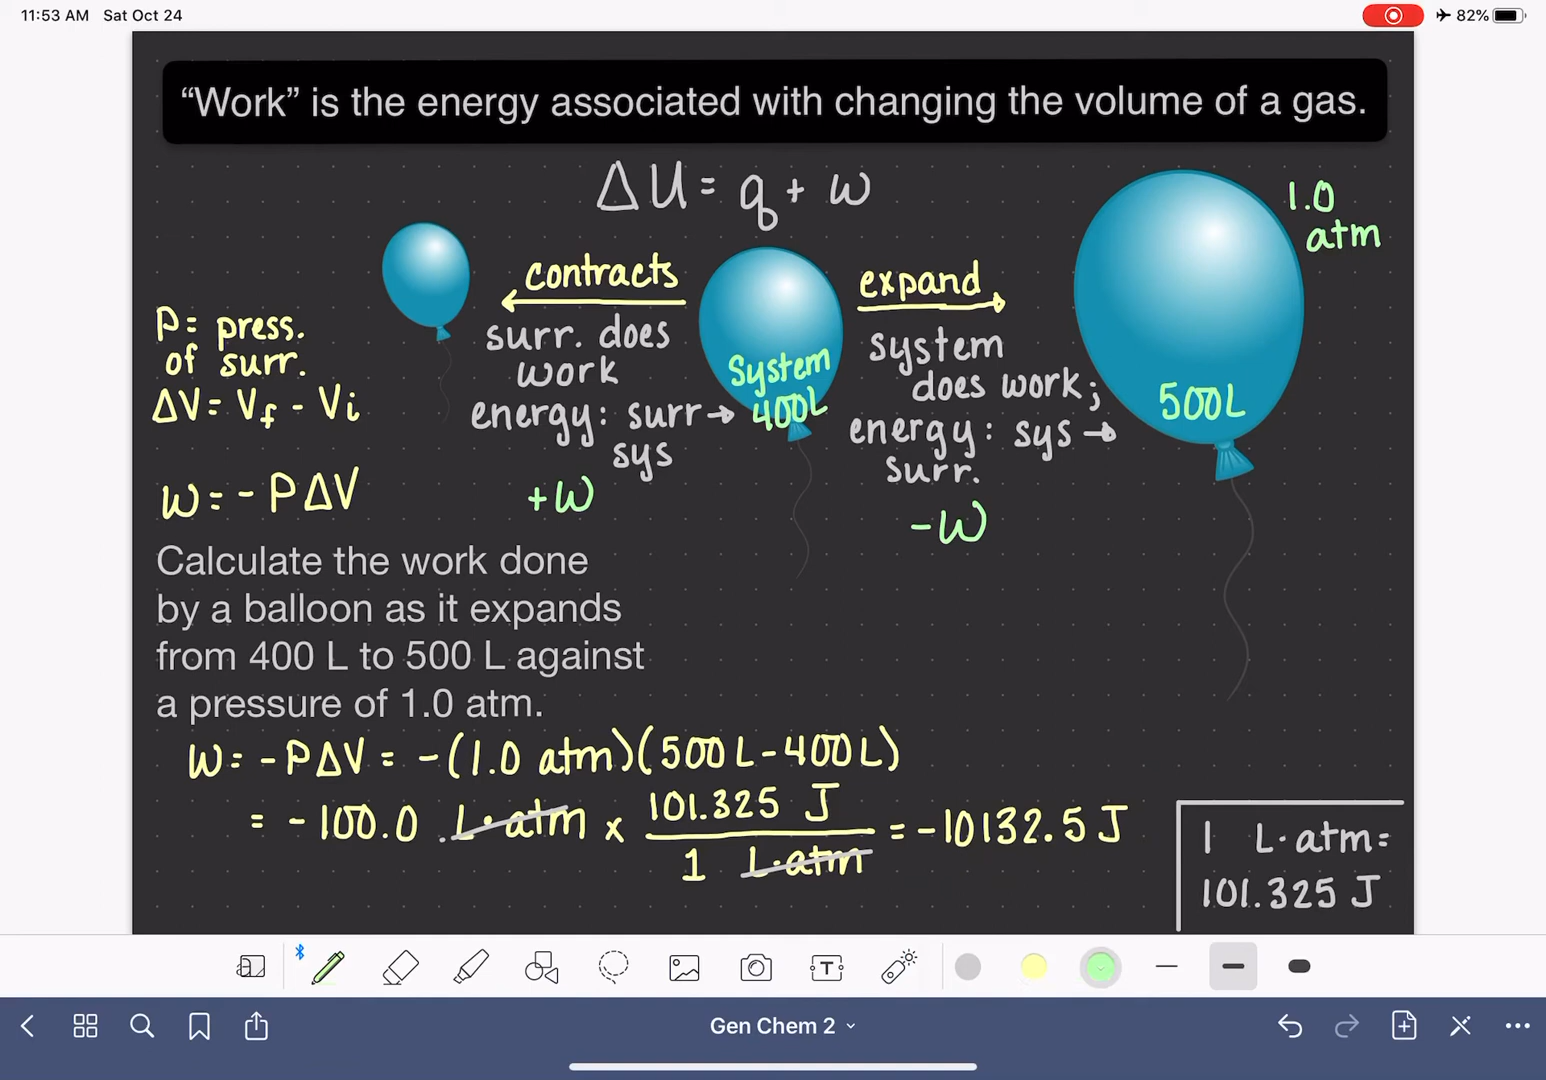 11:53 AM Sat Oct 24
82%
“Work” is the energy associated with changing the volume of a gas.
ΔU = q + w
1.0
atm
contracts
expand
P = press.
of surr.
ΔV = Vf - Vi
surr. does
work
energy: surr →
sys
+w
System
400L
system
does work;
energy: sys →
surr.
-w
500L
w = - PΔV
Calculate the work done
by a balloon as it expands
from 400 L to 500 L against
a pressure of 1.0 atm.
w = -PΔV = -(1.0 atm)(500L - 400L)
= - 100.0 L·atm x 101.325 J / 1 L·atm = -10132.5 J
1 L·atm =
101.325 J
T
Gen Chem 2